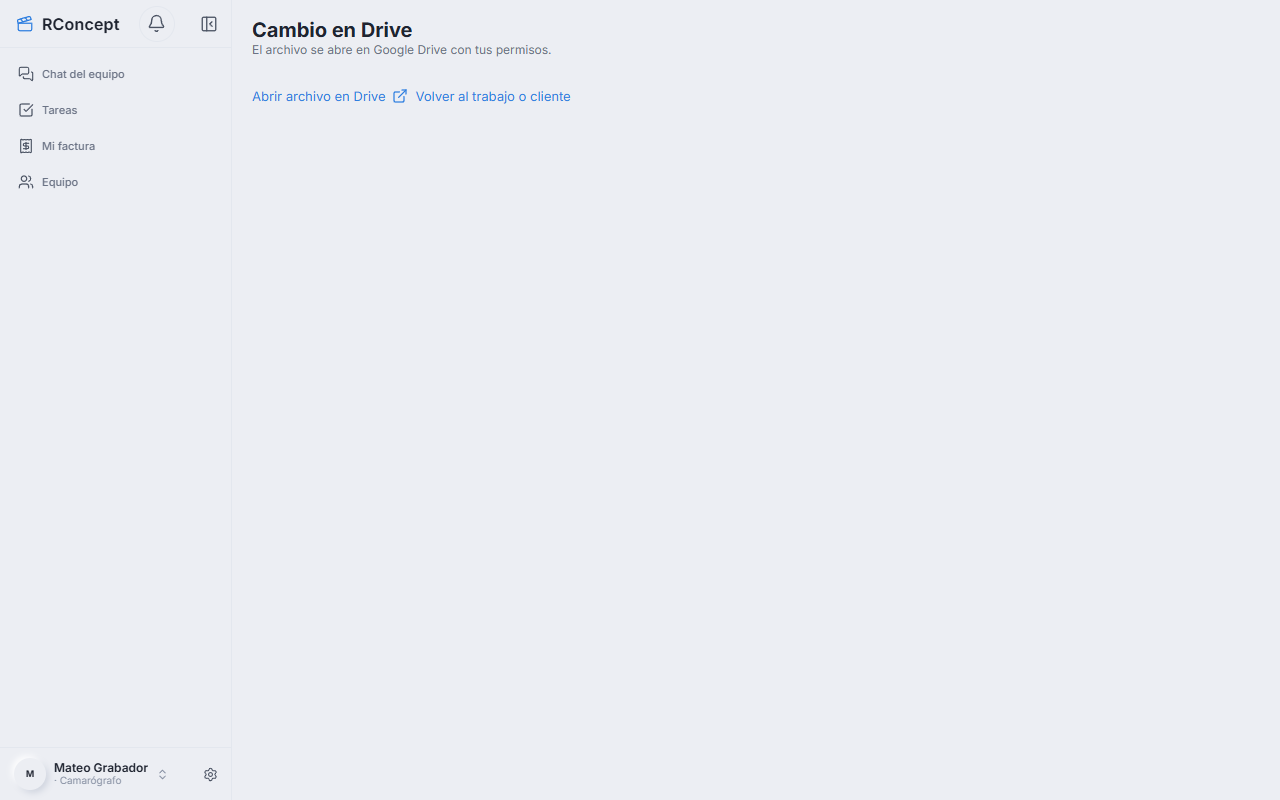 RConcept
Chat del equipo
Tareas
Mi factura
Equipo
Cambio en Drive
El archivo se abre en Google Drive con tus permisos.
Abrir archivo en Drive Volver al trabajo o cliente
M
Mateo Grabador
· Camarógrafo